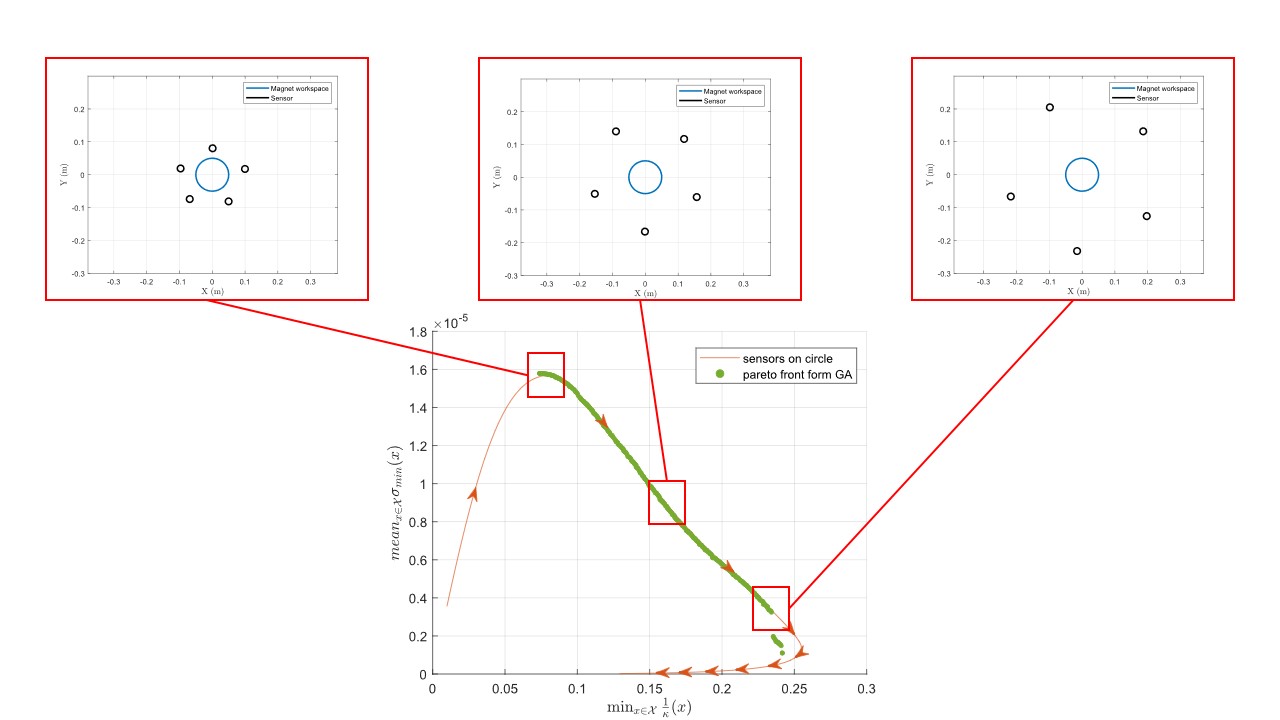 Magnet workspace
Sensor
0.2
0.1
0
-0.1
-0.2
-0.3
Y (m)
-0.3 -0.2 -0.1 0 0.1 0.2 0.3
X (m)
Magnet workspace
Sensor
0.2
0.1
0
-0.1
-0.2
-0.3
Y (m)
-0.3 -0.2 -0.1 0 0.1 0.2 0.3
X (m)
Magnet workspace
Sensor
0.2
0.1
0
-0.1
-0.2
-0.3
Y (m)
-0.3 -0.2 -0.1 0 0.1 0.2 0.3
X (m)
×10⁻⁵
1.8
1.6
1.4
1.2
1
0.8
0.6
0.4
0.2
0
mean_{x∈𝒳}σ_{min}(x)
sensors on circle
pareto front form GA
0 0.05 0.1 0.15 0.2 0.25 0.3
min_{x∈𝒳} 1/κ (x)